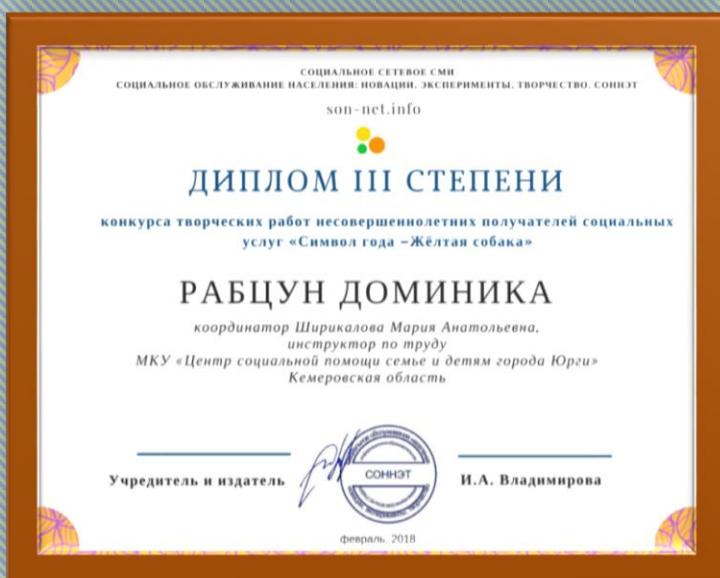 СОЦИАЛЬНОЕ СЕТЕВОЕ СМИ
СОЦИАЛЬНОЕ ОБСЛУЖИВАНИЕ НАСЕЛЕНИЯ: НОВАЦИИ. ЭКСПЕРИМЕНТЫ. ТВОРЧЕСТВО. СОННЭТ
son-net.info
ДИПЛОМ III СТЕПЕНИ
конкурса творческих работ несовершеннолетних получателей социальных
услуг «Символ года –Жёлтая собака»
РАБЦУН ДОМИНИКА
координатор Ширикалова Мария Анатольевна,
инструктор по труду
МКУ «Центр социальной помощи семье и детям города Юрги»
Кемеровская область
СОННЭТ
Учредитель и издатель
И.А. Владимирова
февраль, 2018